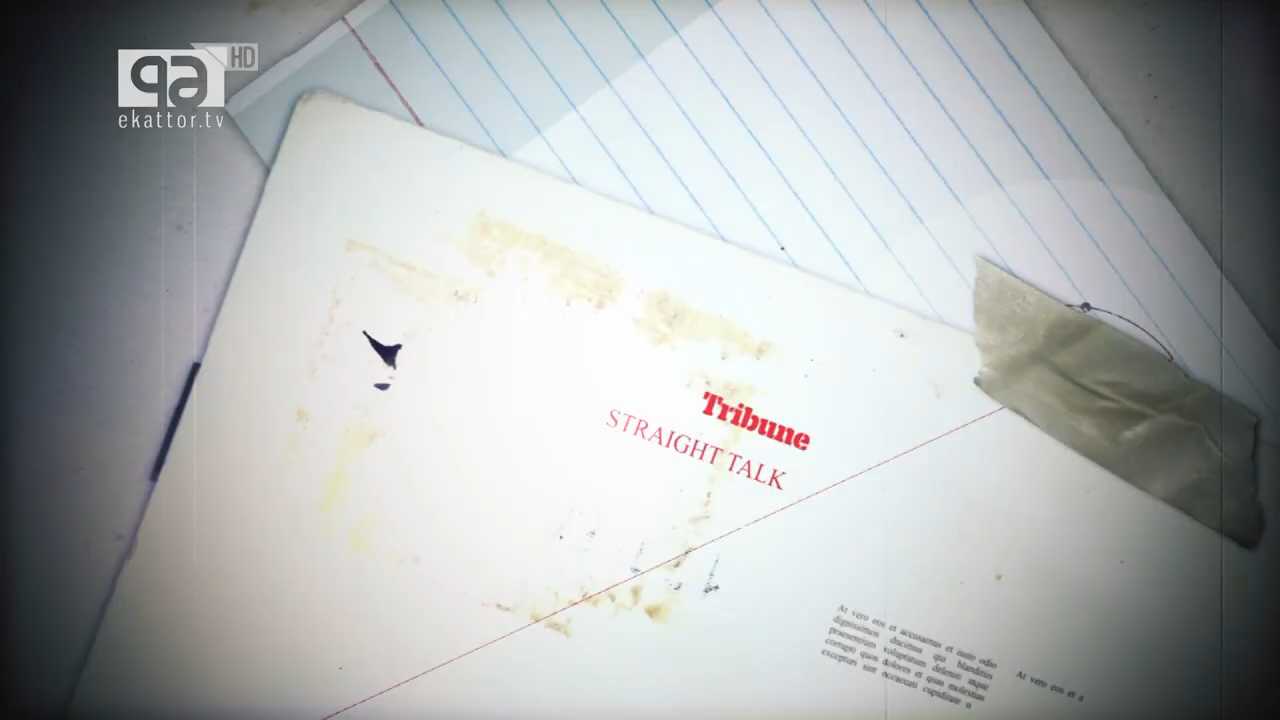 HD
ekattor.tv
Tribune
STRAIGHT TALK
At vero eos et accusamus et iusto odio
dignissimos ducimus qui blanditiis
praesentium voluptatum deleniti atque
corrupti quos dolores et quas molestias
excepturi sint occaecati cupiditate n
At vero eos et a